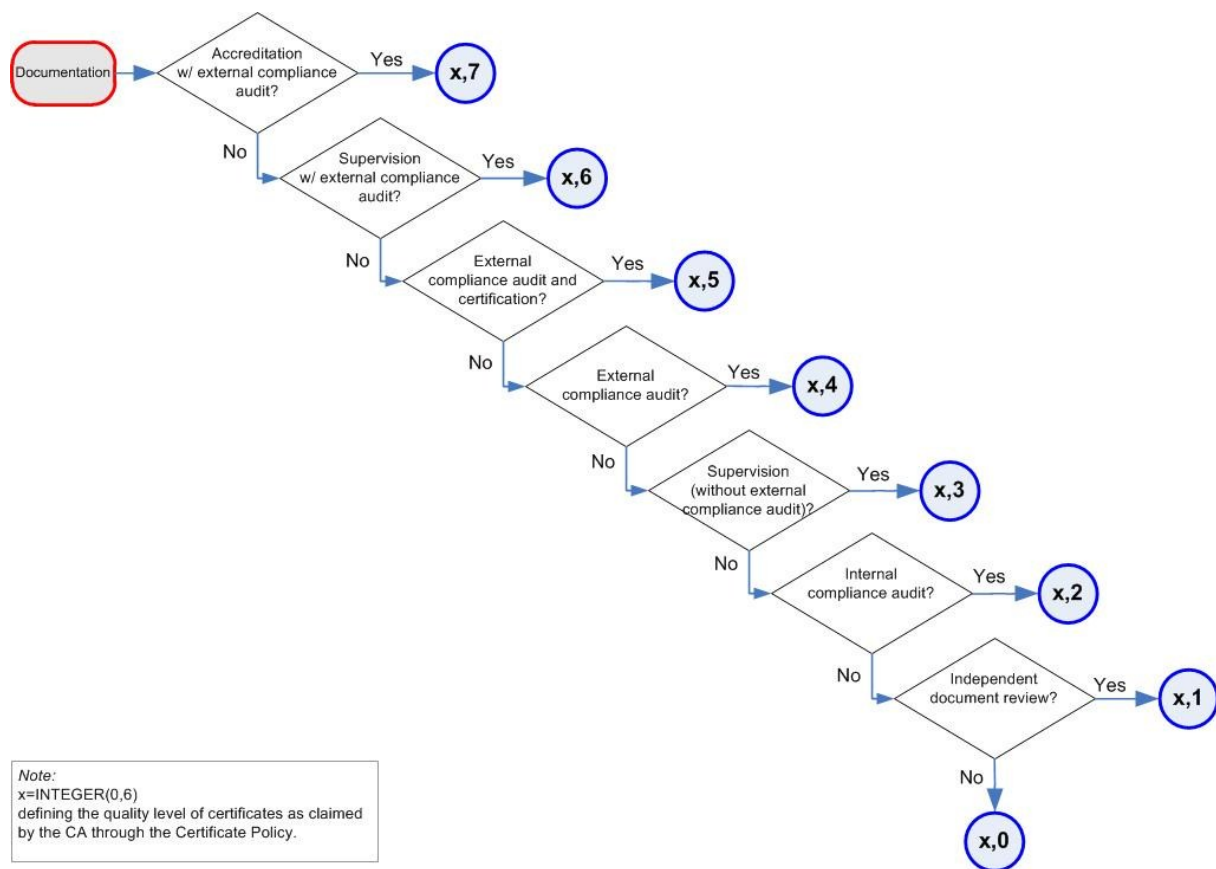 Documentation
Accreditation
w/ external compliance
audit?
Yes
x,7
No
Supervision
w/ external compliance
audit?
Yes
x,6
No
External
compliance audit and
certification?
Yes
x,5
No
External
compliance audit?
Yes
x,4
No
Supervision
(without external
compliance audit)?
Yes
x,3
No
Internal
compliance audit?
Yes
x,2
No
Independent
document review?
Yes
x,1
No
x,0
Note:
x=INTEGER(0,6)
defining the quality level of certificates as claimed
by the CA through the Certificate Policy.